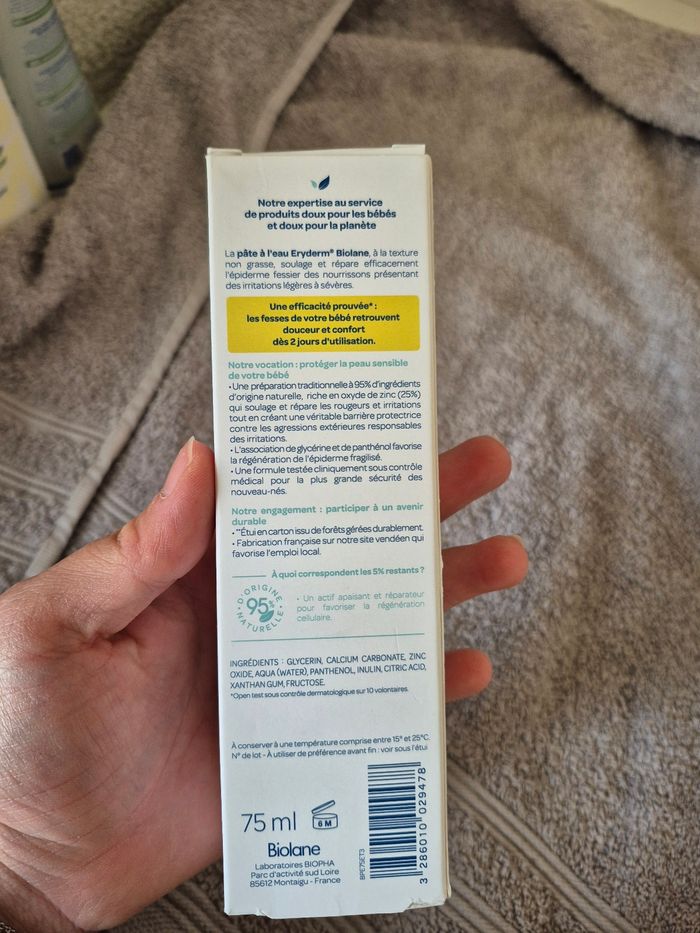 Notre expertise au service
de produits doux pour les bébés
et doux pour la planète
La pâte à l'eau Eryderm® Biolane, à la texture
non grasse, soulage et répare efficacement
l'épiderme fessier des nourrissons présentant
des irritations légères à sévères.
Une efficacité prouvée* :
les fesses de votre bébé retrouvent
douceur et confort
dès 2 jours d'utilisation.
Notre vocation : protéger la peau sensible
de votre bébé
• Une préparation traditionnelle à 95% d'ingrédients
d'origine naturelle, riche en oxyde de zinc (25%)
qui soulage et répare les rougeurs et irritations
tout en créant une véritable barrière protectrice
contre les agressions extérieures responsables
des irritations.
• L'association de glycérine et de panthénol favorise
la régénération de l'épiderme fragilisé.
• Une formule testée cliniquement sous contrôle
médical pour la plus grande sécurité des
nouveau-nés.
Notre engagement : participer à un avenir
durable
• **Étui en carton issu de forêts gérées durablement.
• Fabrication française sur notre site vendéen qui
favorise l'emploi local.
À quoi correspondent les 5% restants ?
D'ORIGINE
95%
NATURELLE
• Un actif apaisant et réparateur
pour favoriser la régénération
cellulaire.
INGRÉDIENTS : GLYCERIN, CALCIUM CARBONATE, ZINC
OXIDE, AQUA (WATER), PANTHENOL, INULIN, CITRIC ACID,
XANTHAN GUM, FRUCTOSE.
*Open test sous contrôle dermatologique sur 10 volontaires.
À conserver à une température comprise entre 15° et 25°C.
N° de lot - À utiliser de préférence avant fin : voir sous l'étui
75 ml
6 M
Biolane
Laboratoires BIOPHA
Parc d'activité sud Loire
85612 Montaigu - France
BPE75ET3
3 286010 029478